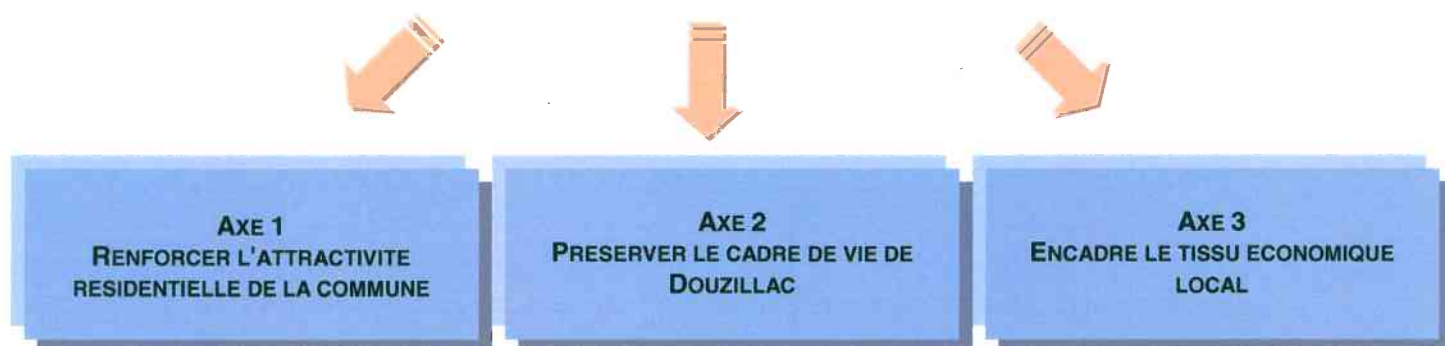 AXE 1
RENFORCER L'ATTRACTIVITE
RESIDENTIELLE DE LA COMMUNE
AXE 2
PRESERVER LE CADRE DE VIE DE
DOUZILLAC
AXE 3
ENCADRE LE TISSU ECONOMIQUE
LOCAL